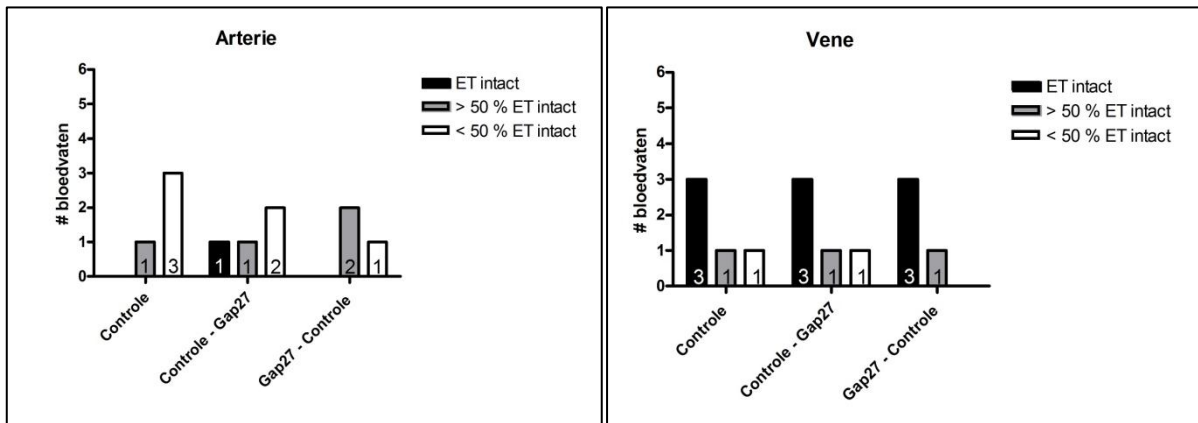 Arterie
# bloedvaten
6
5
4
3
2
1
0
ET intact
> 50 % ET intact
< 50 % ET intact
1
3
1
1
2
2
1
Controle
Controle - Gap27
Gap27 - Controle
Vene
# bloedvaten
6
5
4
3
2
1
0
ET intact
> 50 % ET intact
< 50 % ET intact
3
1
1
3
1
1
3
1
Controle
Controle - Gap27
Gap27 - Controle